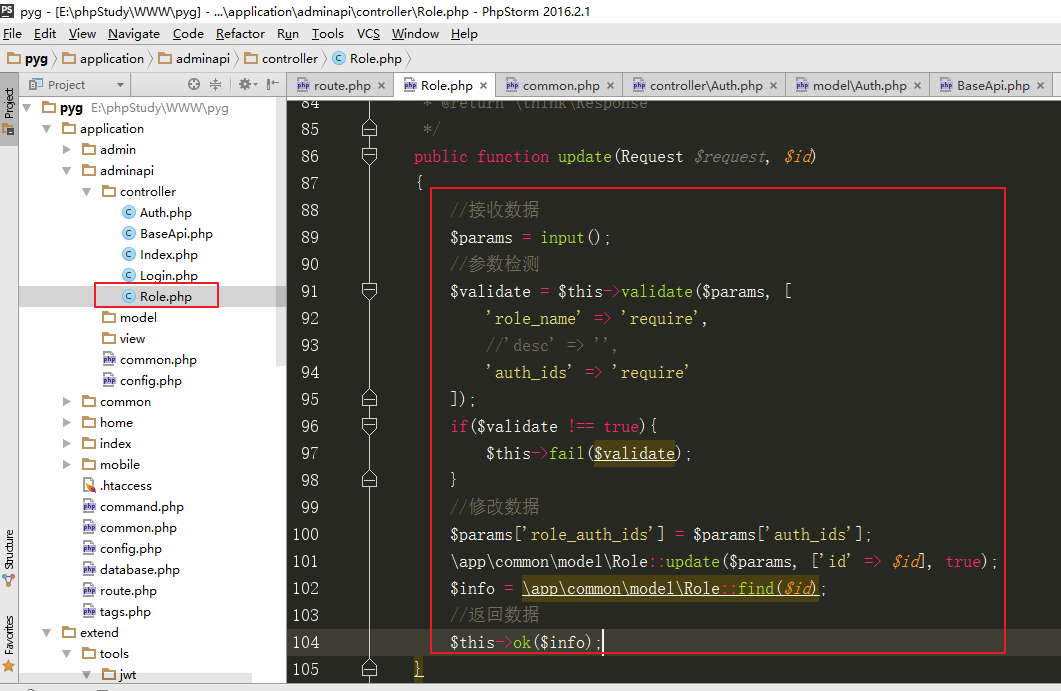 pyg - [E:\phpStudy\WWW\pyg] - ...\application\adminapi\controller\Role.php - PhpStorm 2016.2.1
File Edit View Navigate Code Refactor Run Tools VCS Window Help
pyg application adminapi controller Role.php
Project
route.php Role.php common.php controller\Auth.php model\Auth.php BaseApi.php
Project
Structure
Favorites
pyg E:\phpStudy\WWW\pyg
application
admin
adminapi
controller
Auth.php
BaseApi.php
Index.php
Login.php
Role.php
model
view
common.php
config.php
common
home
index
mobile
.htaccess
command.php
common.php
config.php
database.php
route.php
tags.php
extend
tools
jwt
84 * @return \think\Response
85 */
86 public function update(Request $request, $id)
87 {
88 //接收数据
89 $params = input();
90 //参数检测
91 $validate = $this->validate($params, [
92 'role_name' => 'require',
93 //'desc' => '',
94 'auth_ids' => 'require'
95 ]);
96 if($validate !== true){
97 $this->fail($validate);
98 }
99 //修改数据
100 $params['role_auth_ids'] = $params['auth_ids'];
101 \app\common\model\Role::update($params, ['id' => $id], true);
102 $info = \app\common\model\Role::find($id);
103 //返回数据
104 $this->ok($info);
105 }